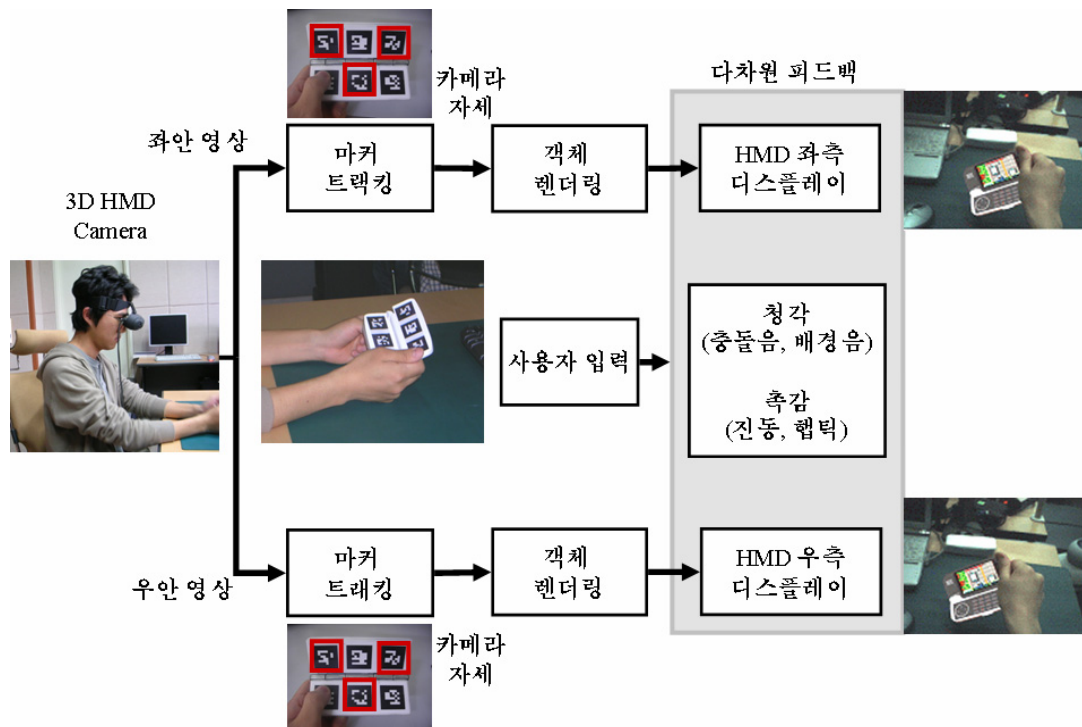 카메라
자세
다차원 피드백
좌안 영상
마커
트랙킹
객체
렌더링
HMD 좌측
디스플레이
3D HMD
Camera
사용자 입력
청각
(충돌음, 배경음)
촉감
(진동, 햅틱)
우안 영상
마커
트래킹
객체
렌더링
HMD 우측
디스플레이
카메라
자세